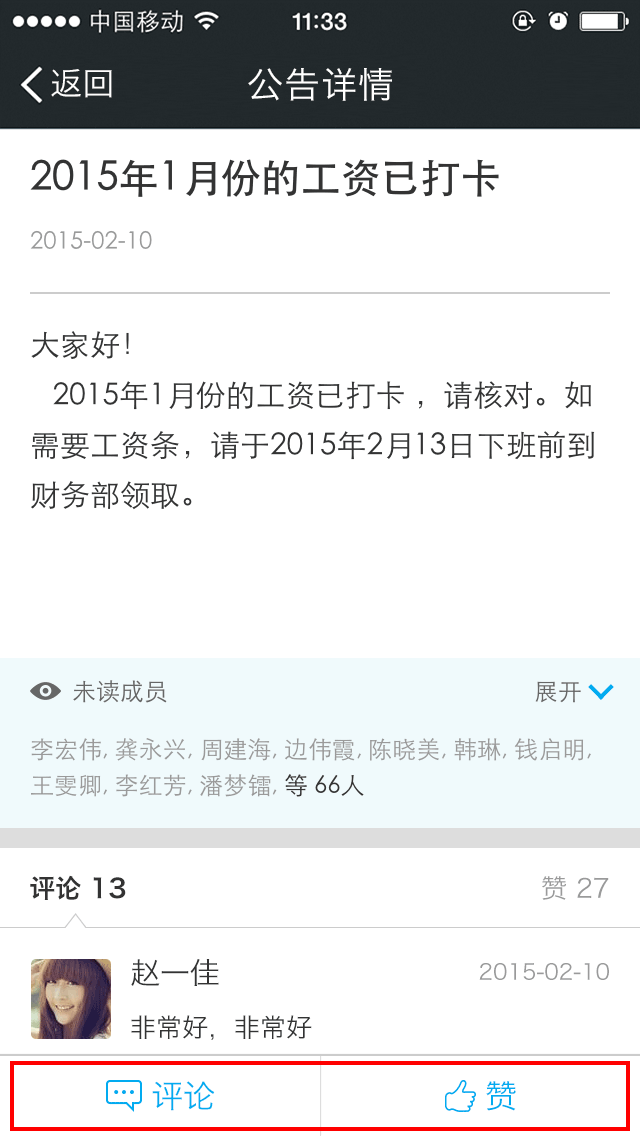 中国移动 11:33
返回 公告详情
2015年1月份的工资已打卡
2015-02-10
大家好！
2015年1月份的工资已打卡，请核对。如
需要工资条，请于2015年2月13日下班前到
财务部领取。
未读成员 展开
李宏伟, 龚永兴, 周建海, 边伟霞, 陈晓美, 韩琳, 钱启明,
王雯卿, 李红芳, 潘梦镭, 等 66人
评论 13 赞 27
赵一佳 2015-02-10
非常好，非常好
评论 赞